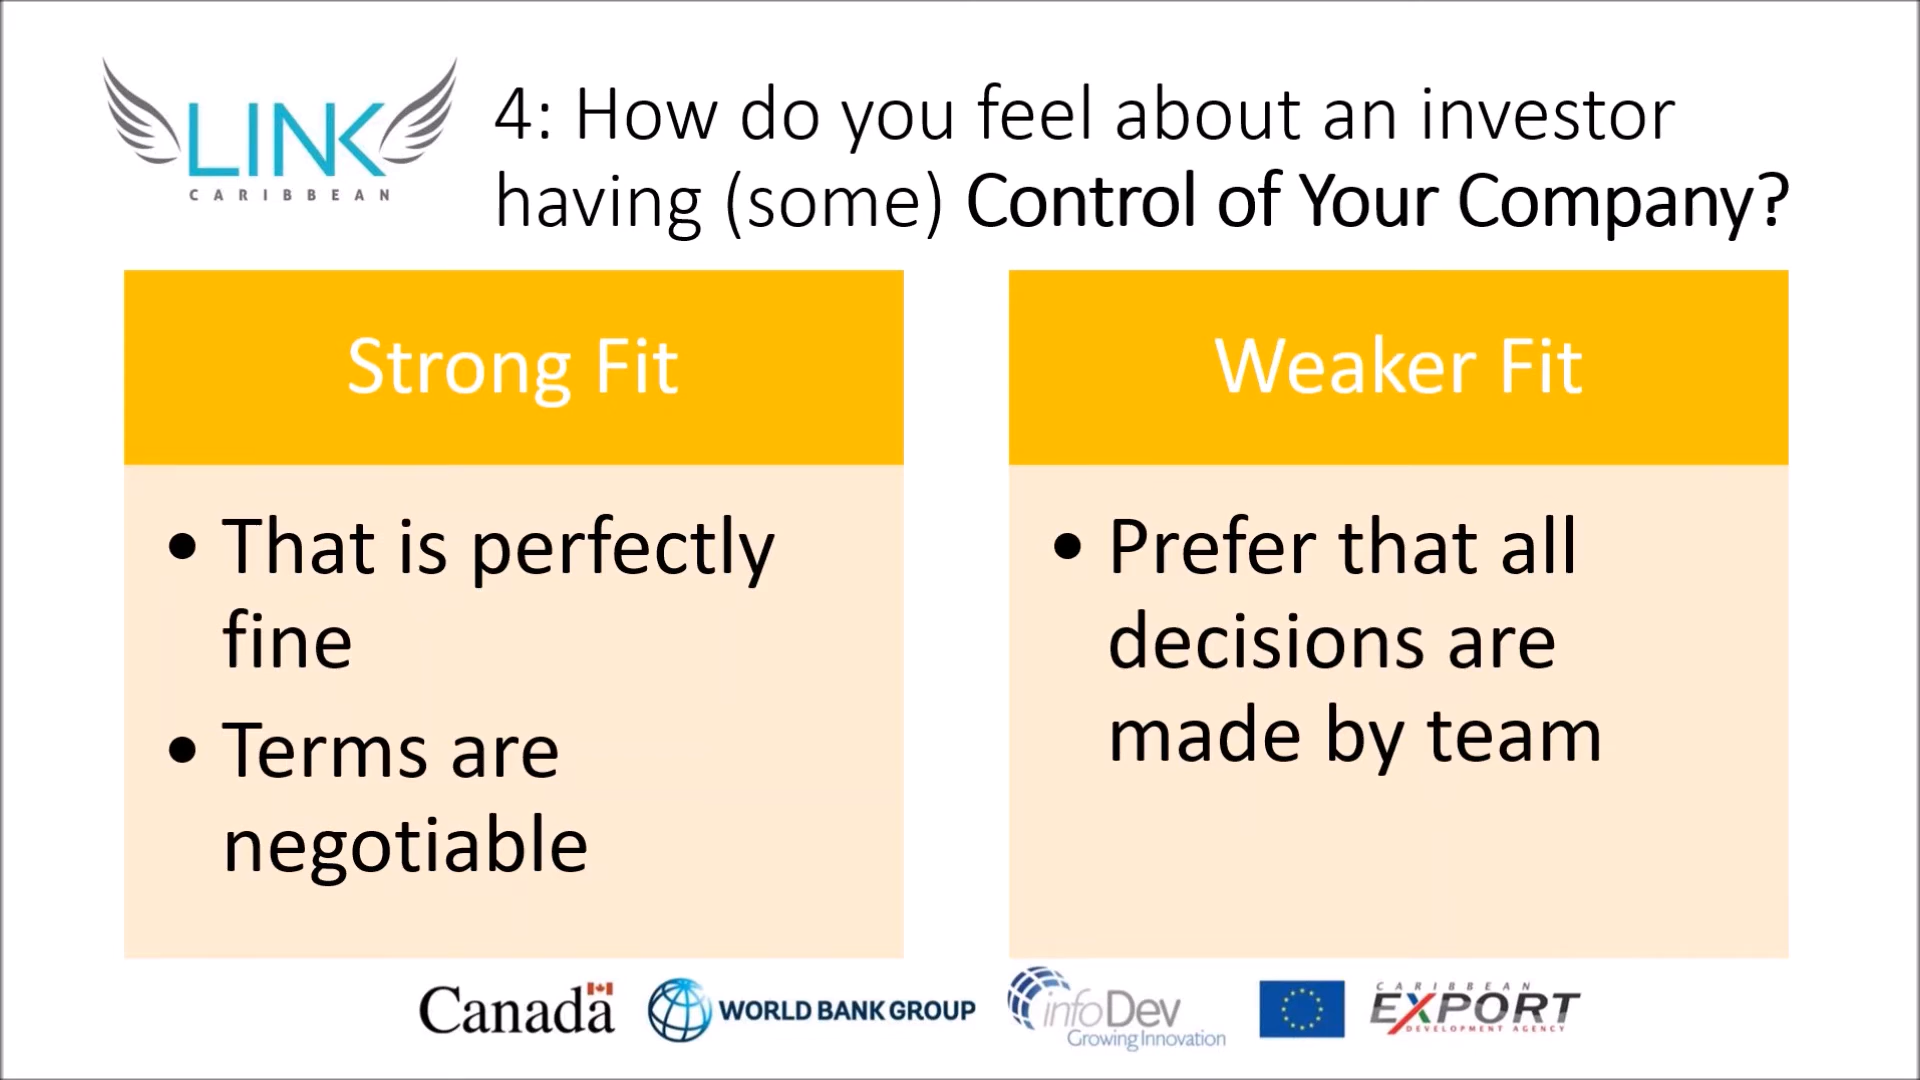 LINK
CARIBBEAN
4: How do you feel about an investor
having (some) Control of Your Company?
Strong Fit
• That is perfectly
fine
• Terms are
negotiable
Weaker Fit
• Prefer that all
decisions are
made by team
Canada
WORLD BANK GROUP
infoDev
Growing Innovation
CARIBBEAN
EXPORT
DEVELOPMENT AGENCY